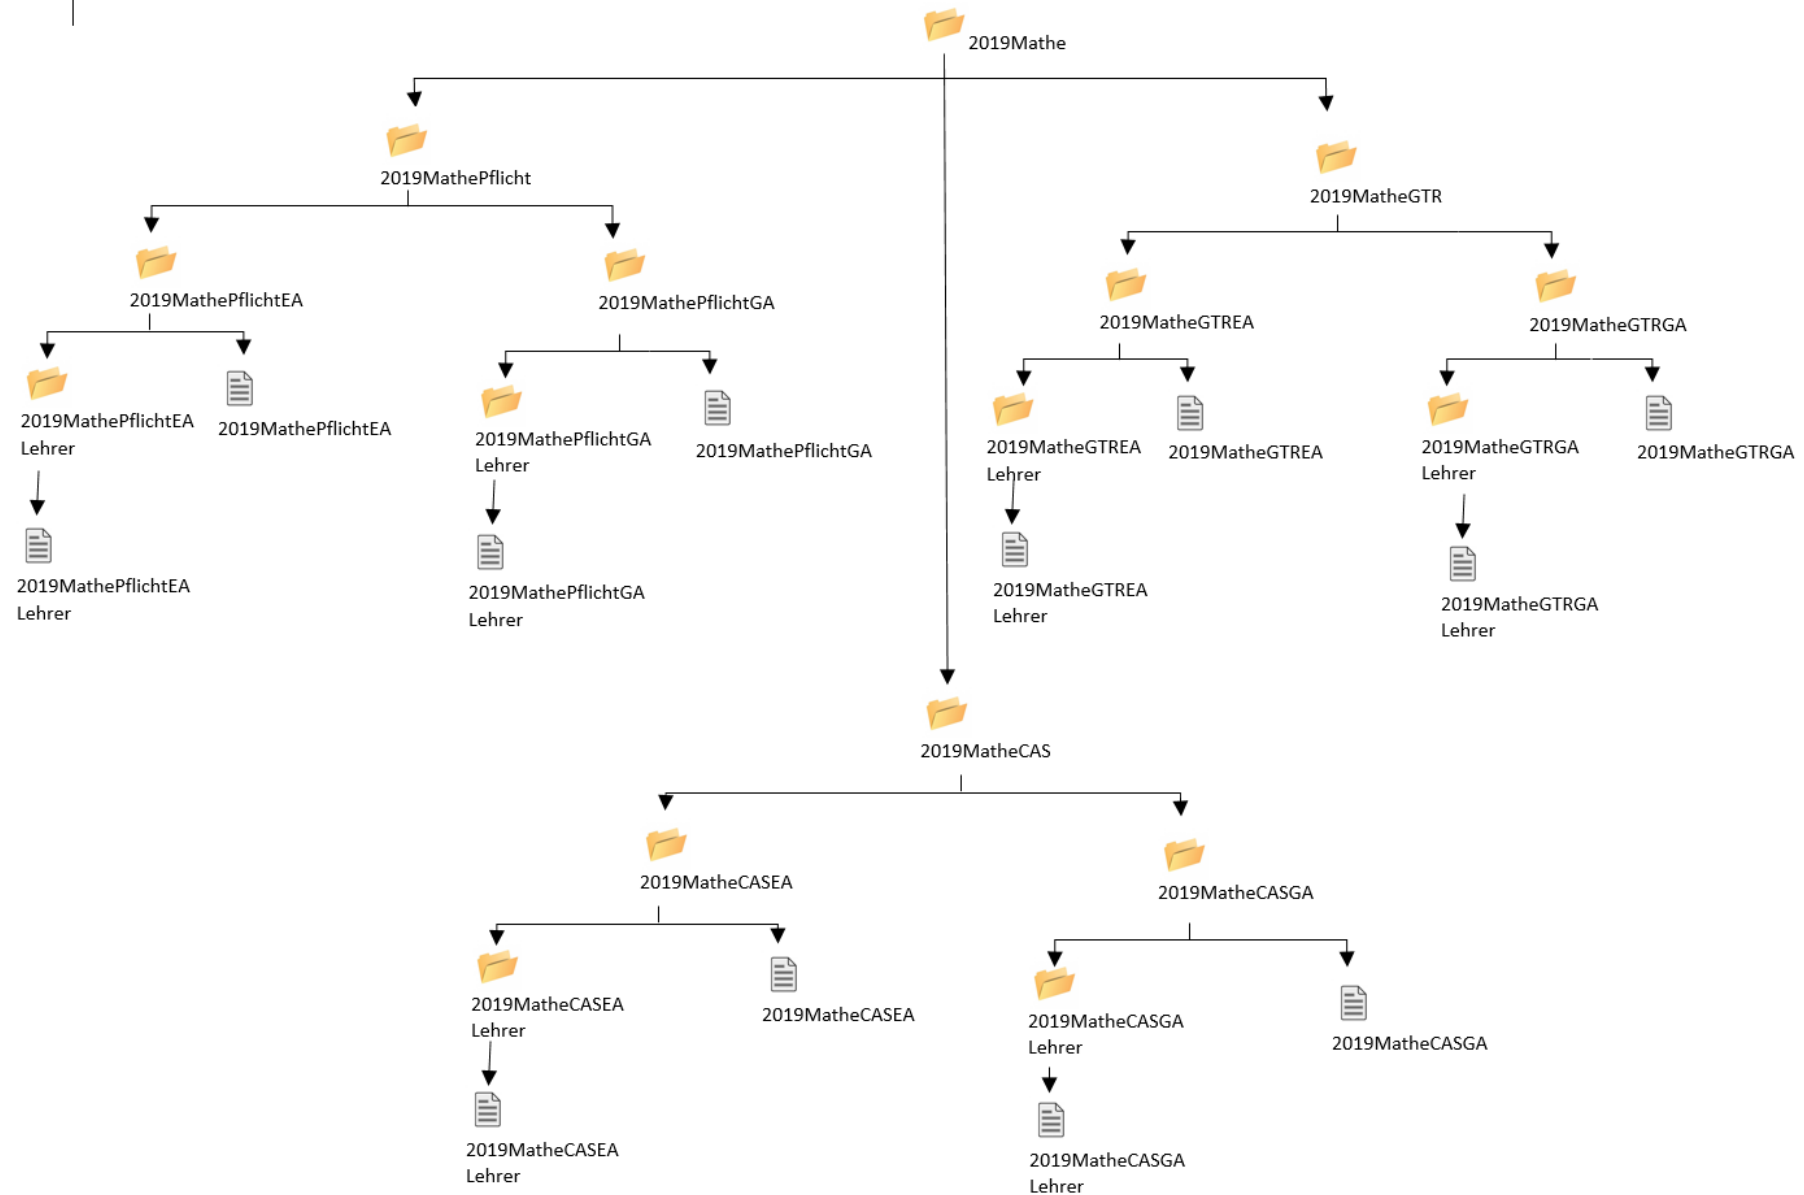 2019Mathe
2019MathePflicht
2019MatheGTR
2019MathePflichtEA
2019MathePflichtGA
2019MatheGTREA
2019MatheGTRGA
2019MathePflichtEA
Lehrer
2019MathePflichtEA
2019MathePflichtGA
Lehrer
2019MathePflichtGA
2019MatheGTREA
Lehrer
2019MatheGTREA
2019MatheGTRGA
Lehrer
2019MatheGTRGA
2019MathePflichtEA
Lehrer
2019MathePflichtGA
Lehrer
2019MatheGTREA
Lehrer
2019MatheGTRGA
Lehrer
2019MatheCAS
2019MatheCASEA
2019MatheCASGA
2019MatheCASEA
Lehrer
2019MatheCASEA
2019MatheCASGA
Lehrer
2019MatheCASGA
2019MatheCASEA
Lehrer
2019MatheCASGA
Lehrer